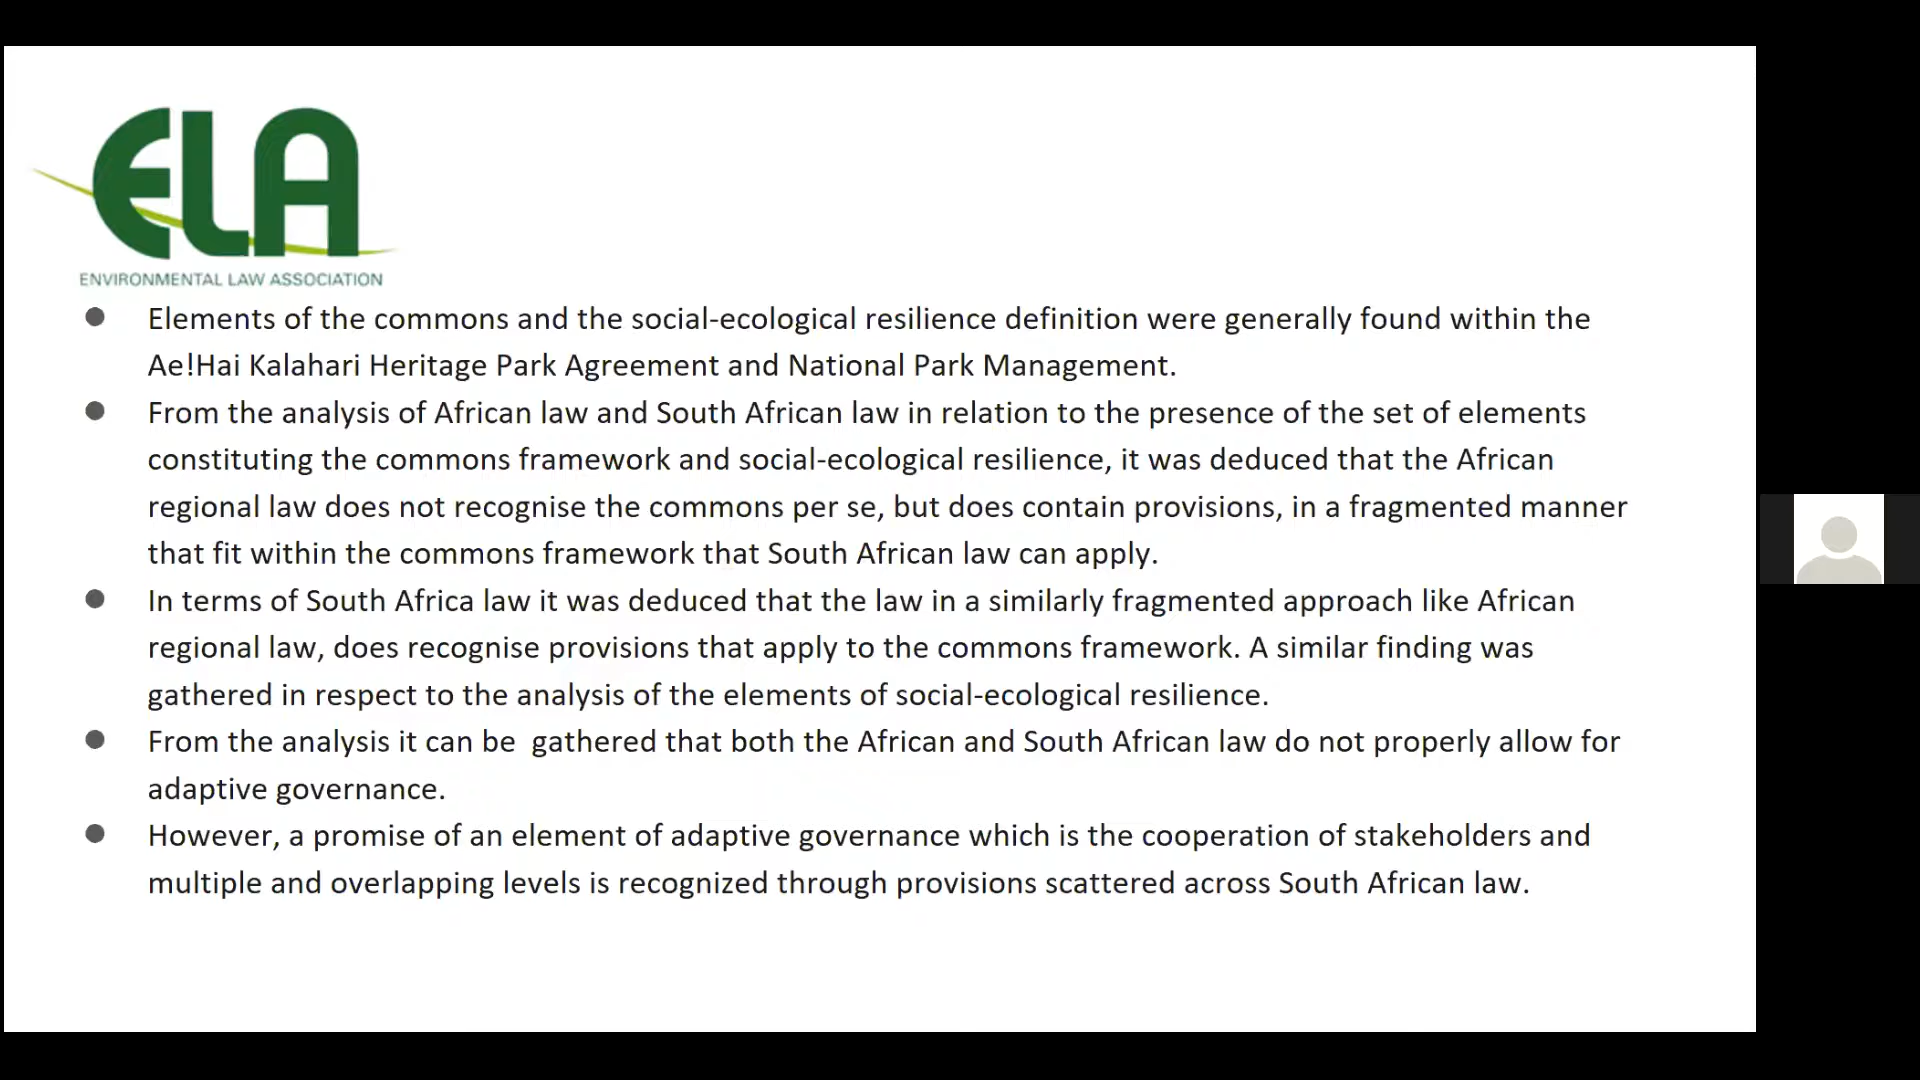 ELA
ENVIRONMENTAL LAW ASSOCIATION
● Elements of the commons and the social-ecological resilience definition were generally found within the
Ae!Hai Kalahari Heritage Park Agreement and National Park Management.
● From the analysis of African law and South African law in relation to the presence of the set of elements
constituting the commons framework and social-ecological resilience, it was deduced that the African
regional law does not recognise the commons per se, but does contain provisions, in a fragmented manner
that fit within the commons framework that South African law can apply.
● In terms of South Africa law it was deduced that the law in a similarly fragmented approach like African
regional law, does recognise provisions that apply to the commons framework. A similar finding was
gathered in respect to the analysis of the elements of social-ecological resilience.
● From the analysis it can be  gathered that both the African and South African law do not properly allow for
adaptive governance.
● However, a promise of an element of adaptive governance which is the cooperation of stakeholders and
multiple and overlapping levels is recognized through provisions scattered across South African law.